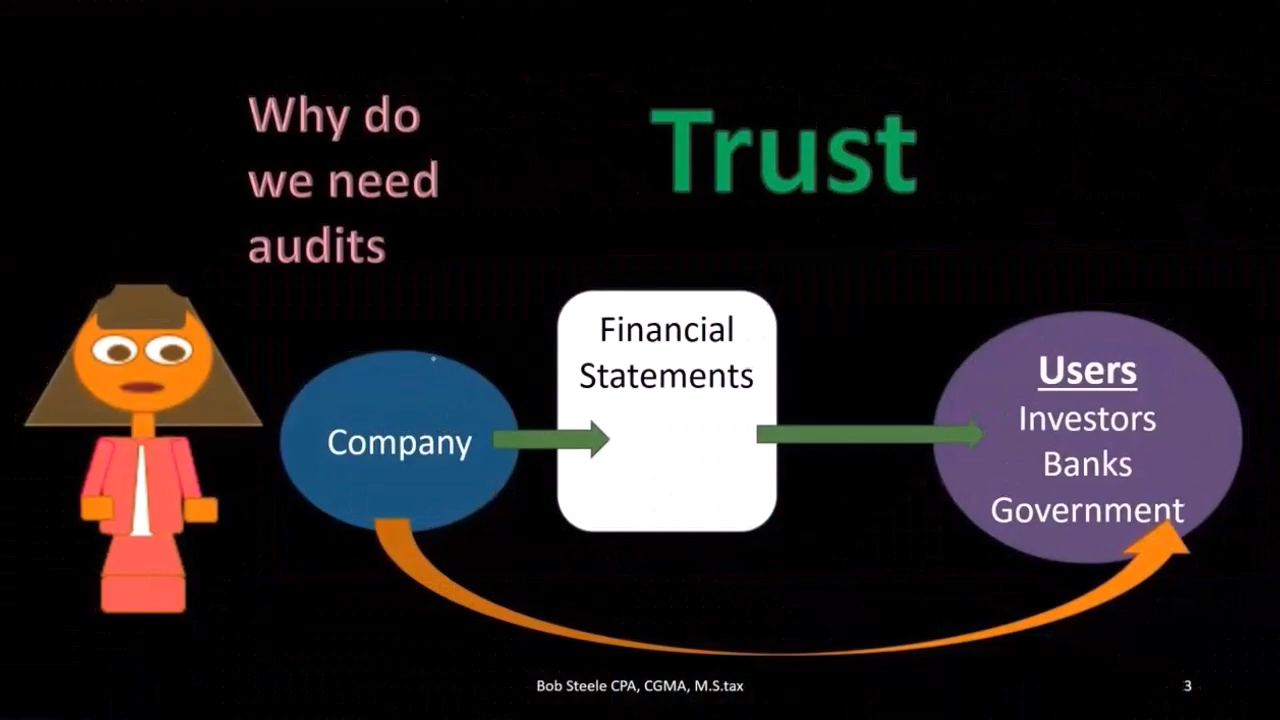 Why do
we need
audits
Trust
Financial
Statements
Company
Users
Investors
Banks
Government
Bob Steele CPA, CGMA, M.S.tax
3